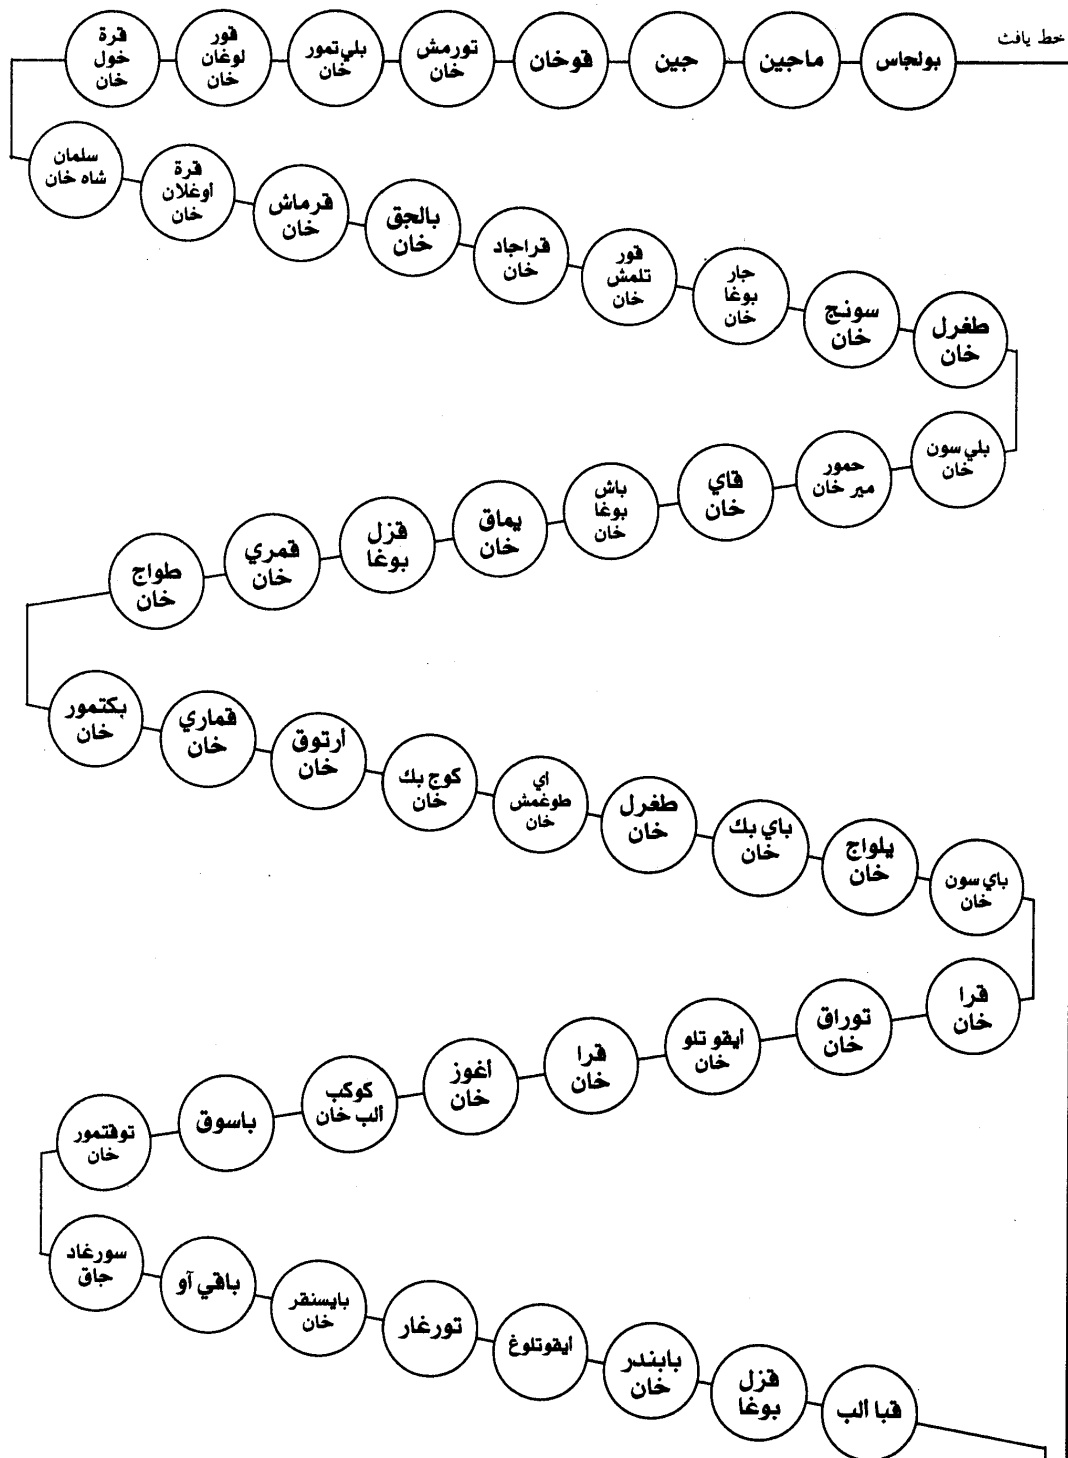 خط يافث
بولجاس
ماجين
جين
قوخان
تورمش
خان
بلي تمور
خان
قور
لوغان
خان
قرة
خول
خان
سلمان
شاه خان
قرة
أوغلان
خان
قرماش
خان
بالجق
خان
قراجاد
خان
قور
تلمش
خان
جار
بوغا
خان
سونج
خان
طغرل
خان
بلي سون
خان
حمور
مير خان
قاي
خان
باش
بوغا
خان
يماق
خان
قزل
بوغا
قمري
خان
طواج
خان
بكتمور
خان
قماري
خان
أرتوق
خان
كوج بك
خان
اي
طوغمش
خان
طغرل
خان
باي بك
خان
يلواج
خان
باي سون
خان
قرا
خان
توراق
خان
أيقو تلو
خان
قرا
خان
أغوز
خان
كوكب
ألب خان
باسوق
توقتمور
خان
سورغاد
جاق
باقي آو
بايسنقر
خان
تورغار
أيقوتلوغ
بابندر
خان
قزل
بوغا
قبا ألب